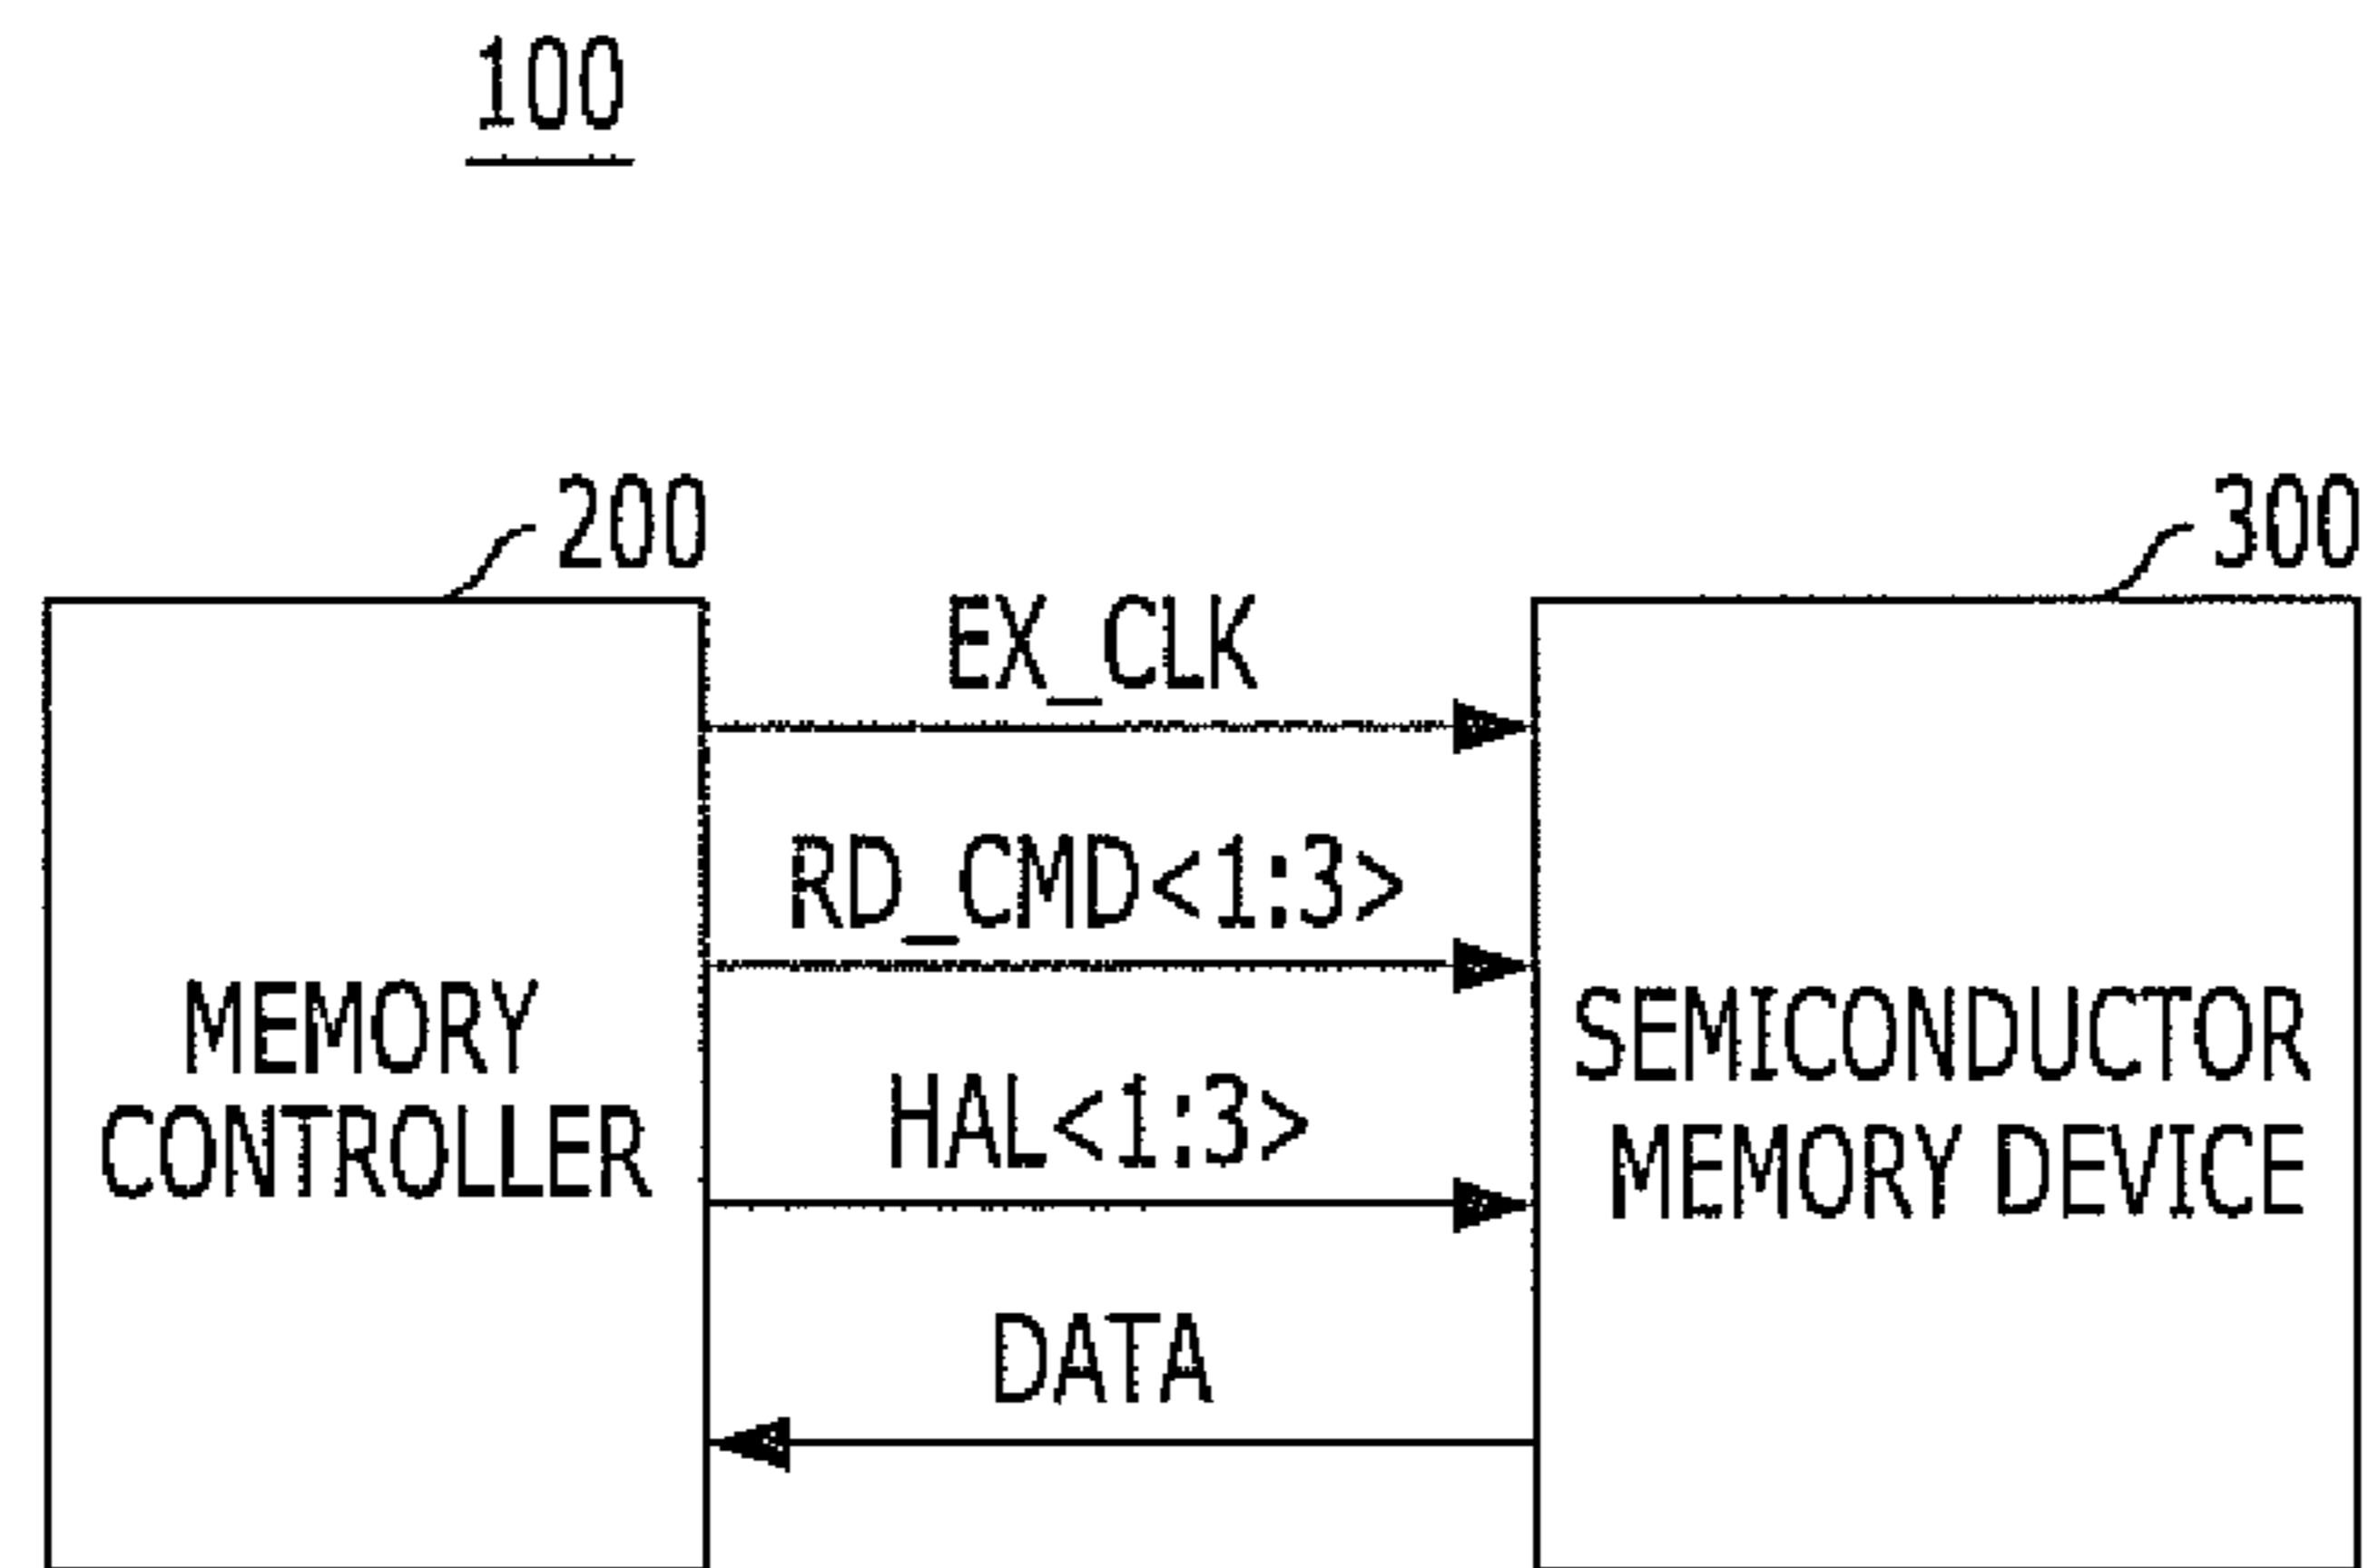 100
200
300
EX_CLK
RD_CMD<1:3>
MEMORY
CONTROLLER
HAL<1:3>
SEMICONDUCTOR
MEMORY DEVICE
DATA